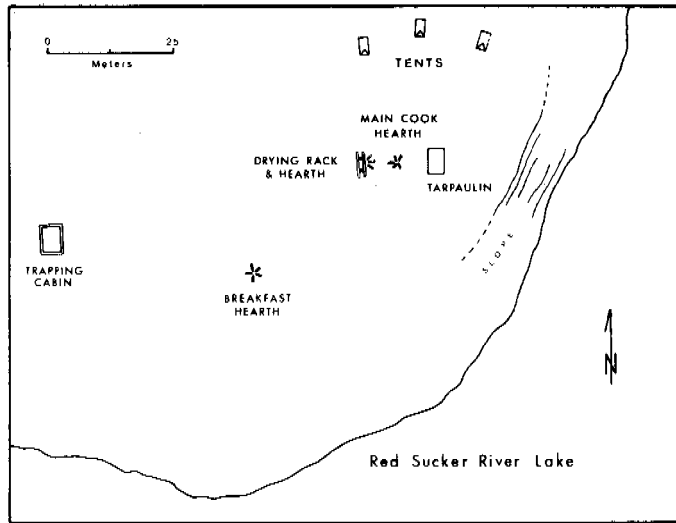 0 25
Meters
TENTS
MAIN COOK
HEARTH
DRYING RACK
& HEARTH
TARPAULIN
SLOPE
TRAPPING
CABIN
BREAKFAST
HEARTH
N
Red Sucker River Lake